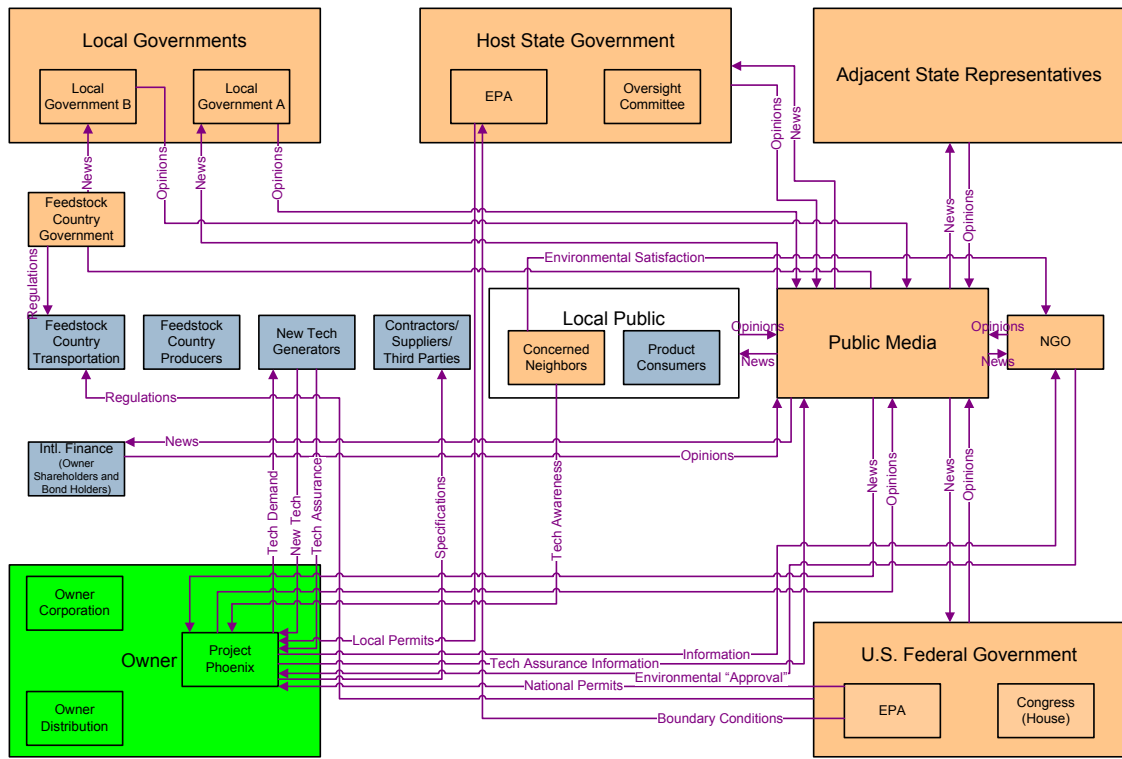 Local Governments
Host State Government
Adjacent State Representatives
Local
Government B
Local
Government A
EPA
Oversight
Committee
News
Opinions
News
Opinions
Opinions
News
News
Opinions
Feedstock
Country
Government
Regulations
Environmental Satisfaction
Feedstock
Country
Transportation
Feedstock
Country
Producers
New Tech
Generators
Contractors/
Suppliers/
Third Parties
Local Public
Concerned
Neighbors
Product
Consumers
Opinions
News
Public Media
Opinions
News
NGO
Regulations
Intl. Finance
(Owner
Shareholders and
Bond Holders)
News
Opinions
Tech Demand
New Tech
Tech Assurance
Specifications
Tech Awareness
News
Opinions
News
Opinions
Owner
Corporation
Owner
Project
Phoenix
Owner
Distribution
Local Permits
Information
Tech Assurance Information
Environmental “Approval”
National Permits
Boundary Conditions
U.S. Federal Government
EPA
Congress
(House)